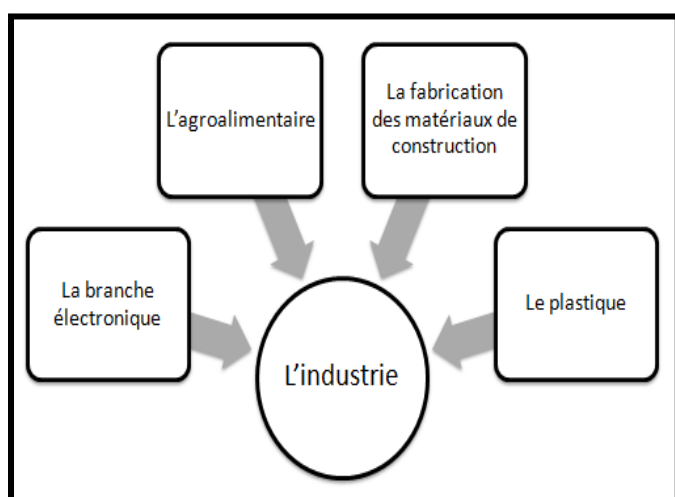 L'agroalimentaire
La fabrication
des matériaux de
construction
La branche
électronique
Le plastique
L'industrie